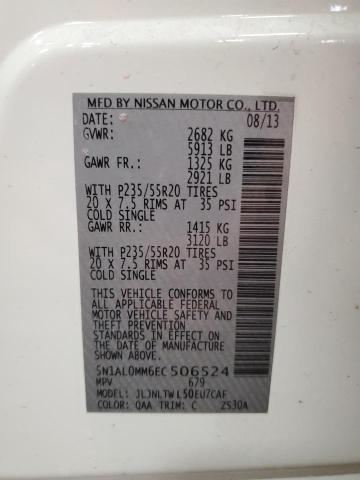 MFD BY NISSAN MOTOR CO., LTD.
DATE: 08/13
GVWR: 2682 KG
5913 LB
GAWR FR.: 1325 KG
2921 LB
WITH P235/55R20 TIRES
20 X 7.5 RIMS AT 35 PSI
COLD SINGLE
GAWR RR.: 1415 KG
3120 LB
WITH P235/55R20 TIRES
20 X 7.5 RIMS AT 35 PSI
COLD SINGLE
THIS VEHICLE CONFORMS TO
ALL APPLICABLE FEDERAL
MOTOR VEHICLE SAFETY AND
STANDARDS IN EFFECT ON
THE DATE OF MANUFACTURE
SHOWN ABOVE.
5N1AL0MM6EC506524
MPV 679
MODEL: JLJNLTWL50EU7CAF
COLOR: QAA TRIM: C 2S30A